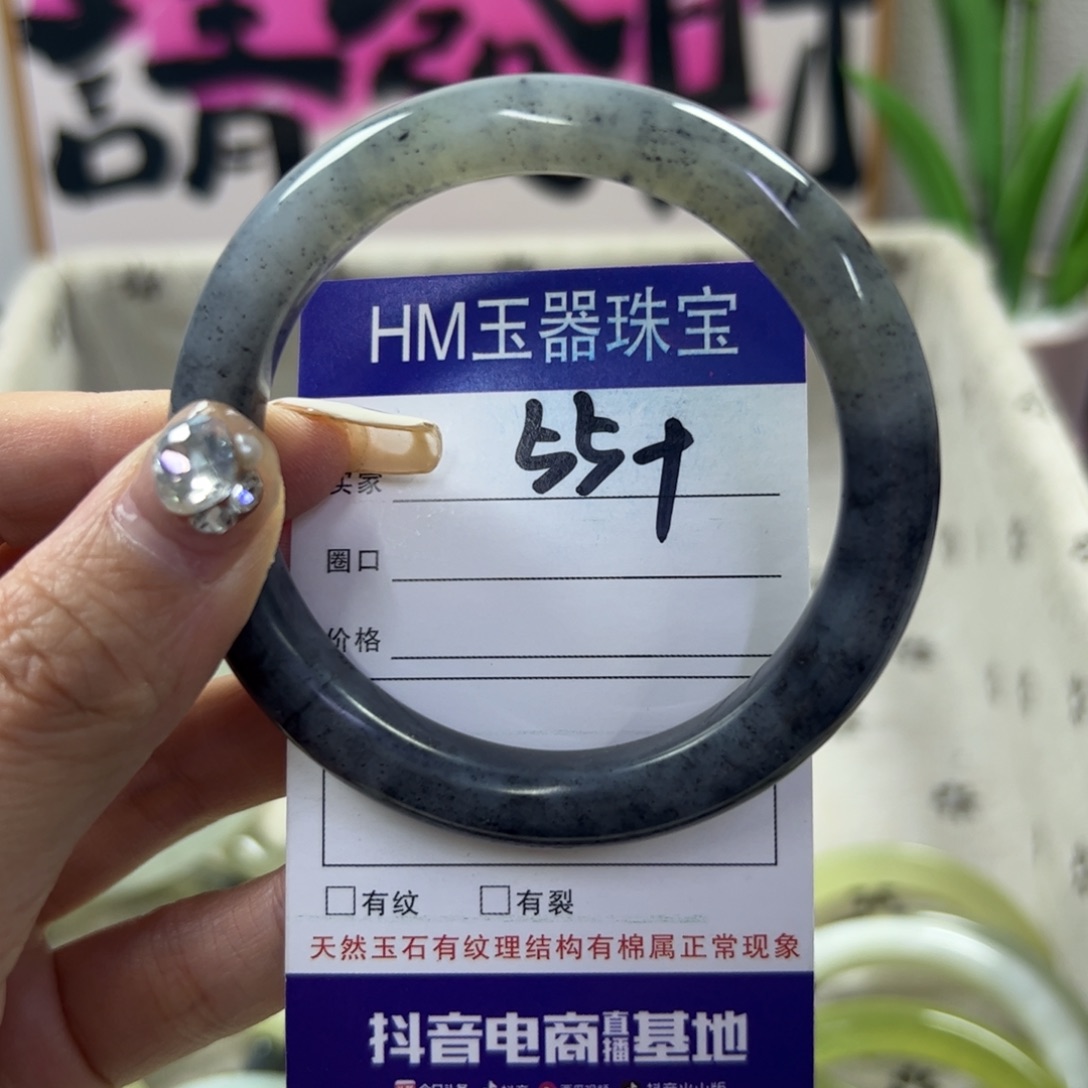 請
HM玉器珠宝
55+
买家
圈口
价格
有纹
有裂
天然玉石有纹理结构有棉属正常现象
抖音电商直播基地